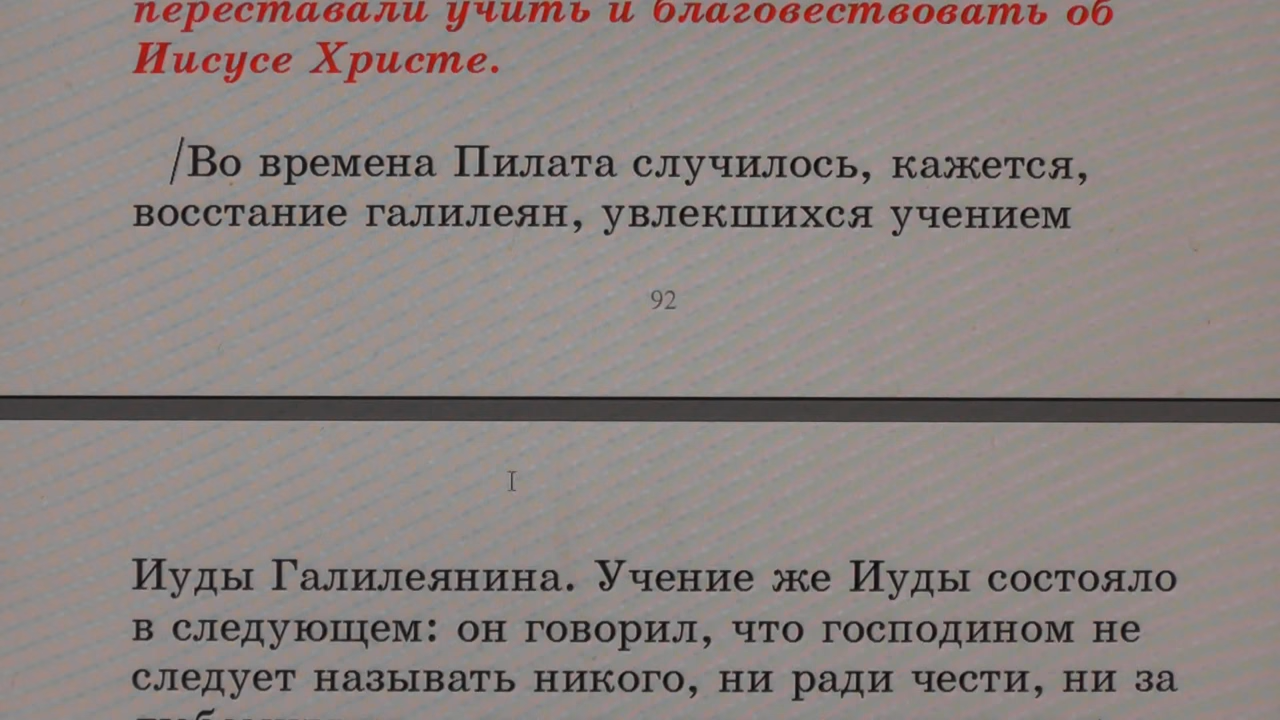 переставали учить и благовествовать об
Иисусе Христе.
/Во времена Пилата случилось, кажется,
восстание галилеян, увлекшихся учением
92
Иуды Галилеянина. Учение же Иуды состояло
в следующем: он говорил, что господином не
следует называть никого, ни ради чести, ни за